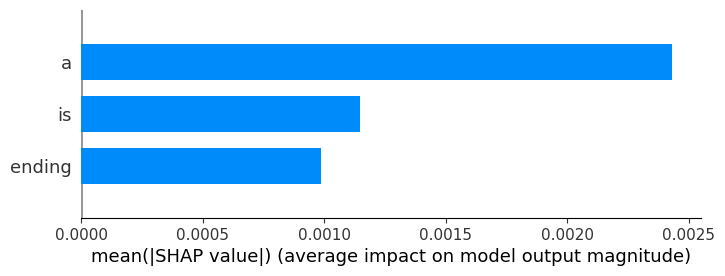 a
is
ending
0.0000 0.0005 0.0010 0.0015 0.0020 0.0025
mean(|SHAP value|) (average impact on model output magnitude)